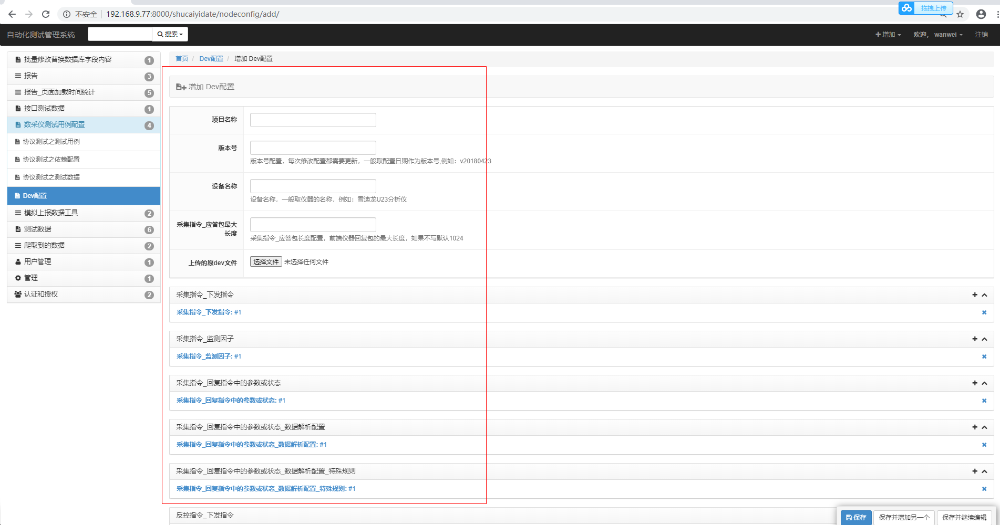 不安全 192.168.9.77:8000/shucaiyidate/nodeconfig/add/
拖拽上传
自动化测试管理系统 搜索 增加 欢迎， wanwei 注销
批量修改替换数据库字段内容 1
报告 3
报告_页面加载时间统计 5
接口测试数据 1
数采仪测试用例配置 4
协议测试之测试用例
协议测试之依赖配置
协议测试之测试数据
Dev配置
模拟上报数据工具 2
测试数据 6
爬取到的数据 2
用户管理 1
管理 1
认证和授权 2
首页 / Dev配置 / 增加 Dev配置
增加 Dev配置
项目名称
版本号
版本号配置，每次修改配置都需要更新，一般取配置日期作为版本号,例如：v20180423
设备名称
设备名称，一般取仪器的名称，例如：雪迪龙U23分析仪
采集指令_应答包最大
长度
采集指令_应答包长度配置，前端仪器回复包的最大长度，如果不写默认1024
上传的原dev文件 选择文件 未选择任何文件
采集指令_下发指令
采集指令_下发指令: #1
采集指令_监测因子
采集指令_监测因子: #1
采集指令_回复指令中的参数或状态
采集指令_回复指令中的参数或状态: #1
采集指令_回复指令中的参数或状态_数据解析配置
采集指令_回复指令中的参数或状态_数据解析配置: #1
采集指令_回复指令中的参数或状态_数据解析配置_特殊规则
采集指令_回复指令中的参数或状态_数据解析配置_特殊规则: #1
反控指令_下发指令
保存 保存并增加另一个 保存并继续编辑